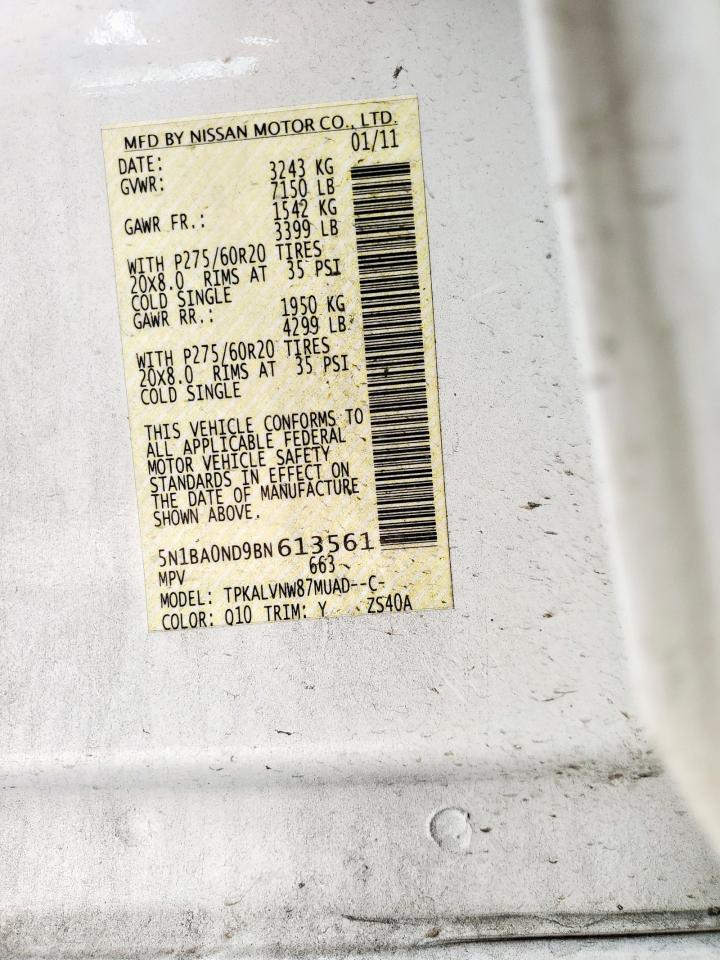 MFD BY NISSAN MOTOR CO., LTD.
DATE: 01/11
GVWR: 3243 KG
7150 LB
GAWR FR.: 1542 KG
3399 LB
WITH P275/60R20 TIRES
20X8.0 RIMS AT 35 PSI
COLD SINGLE
GAWR RR.: 1950 KG
4299 LB
WITH P275/60R20 TIRES
20X8.0 RIMS AT 35 PSI
COLD SINGLE
THIS VEHICLE CONFORMS TO
ALL APPLICABLE FEDERAL
MOTOR VEHICLE SAFETY
STANDARDS IN EFFECT ON
THE DATE OF MANUFACTURE
SHOWN ABOVE.
5N1BA0ND9BN613561
MPV 663
MODEL: TPKALVNW87MUAD--C-
COLOR: Q10 TRIM: Y ZS40A